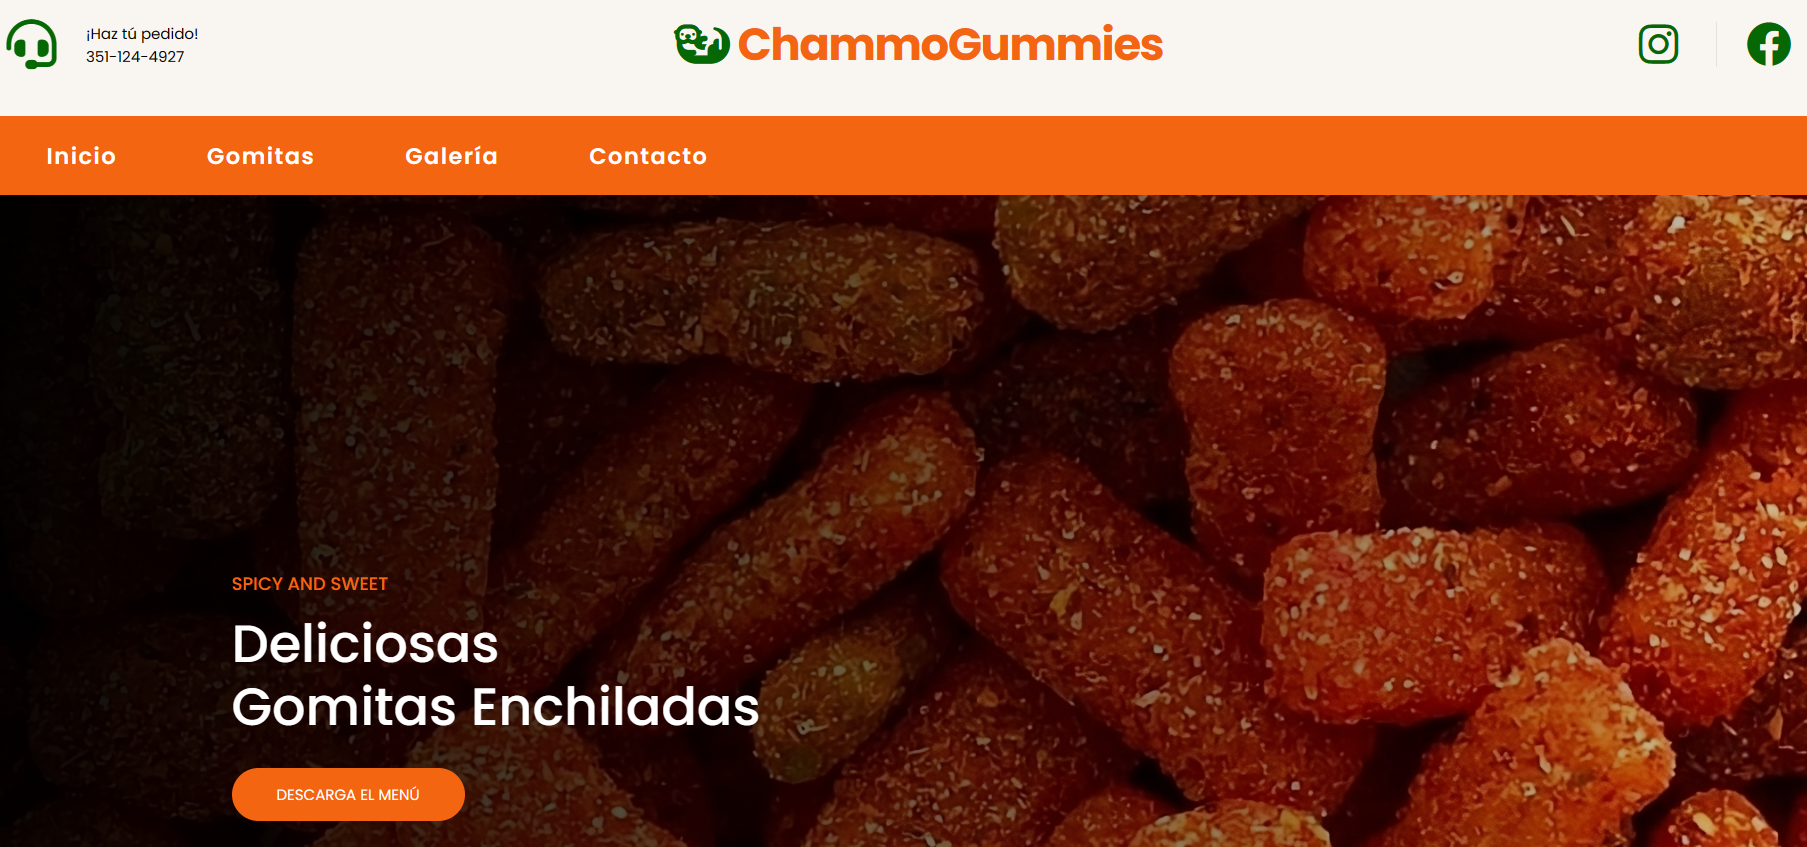 ¡Haz tú pedido!
351-124-4927
ChammoGummies
Inicio
Gomitas
Galería
Contacto
SPICY AND SWEET
Deliciosas
Gomitas Enchiladas
DESCARGA EL MENÚ